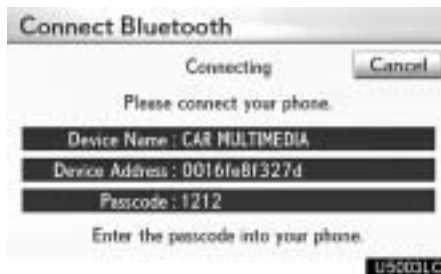 Connect Bluetooth
Connecting
Cancel
Please connect your phone.
Device Name : CAR MULTIMEDIA
Device Address : 0016fe8f327d
Passcode : 1212
Enter the passcode into your phone.
U5003LC